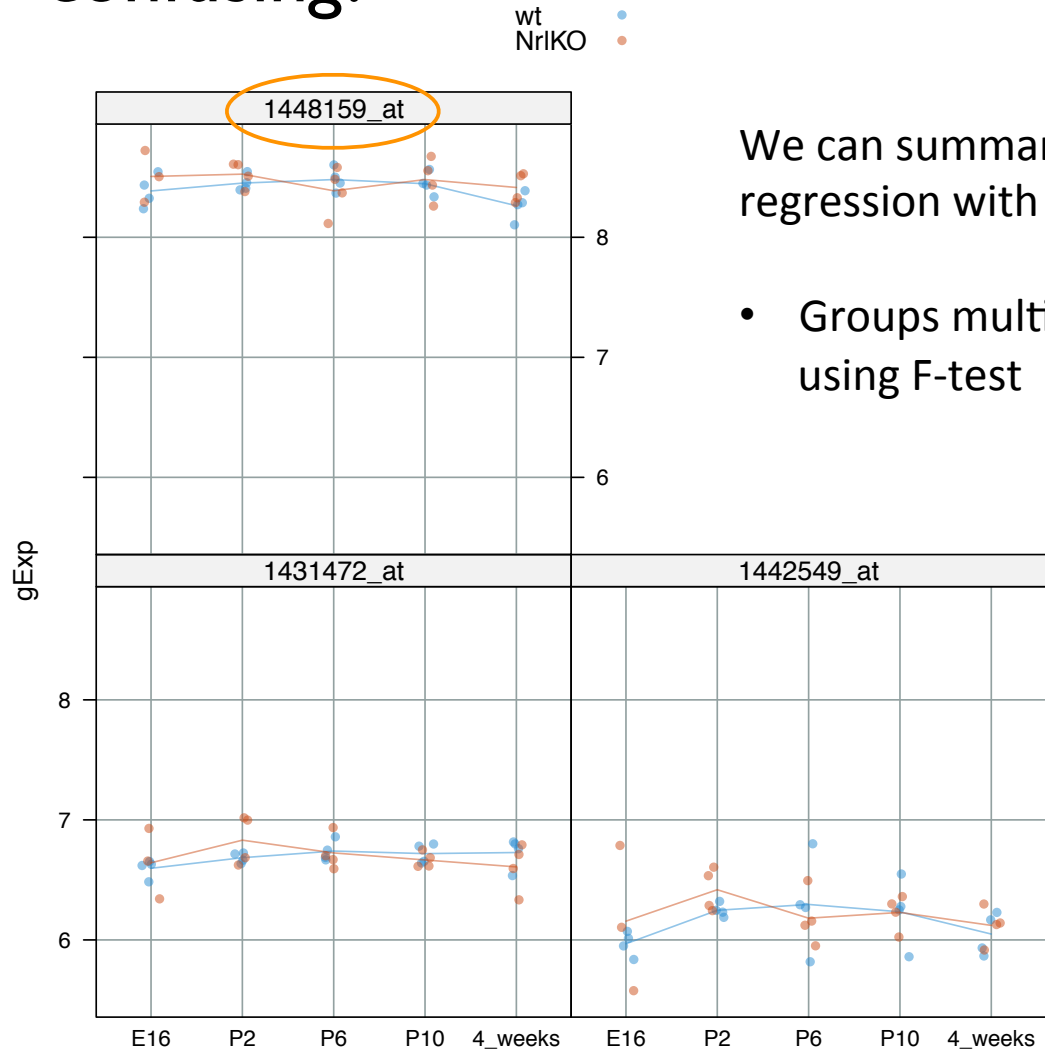 confusing?
wt
NrlKO
1448159_at
We can summar
regression with
8
7
• Groups multi
6
using F-test
gExp
1431472_at
1442549_at
8
7
6
E16 P2 P6 P10 4_weeks E16 P2 P6 P10 4_weeks